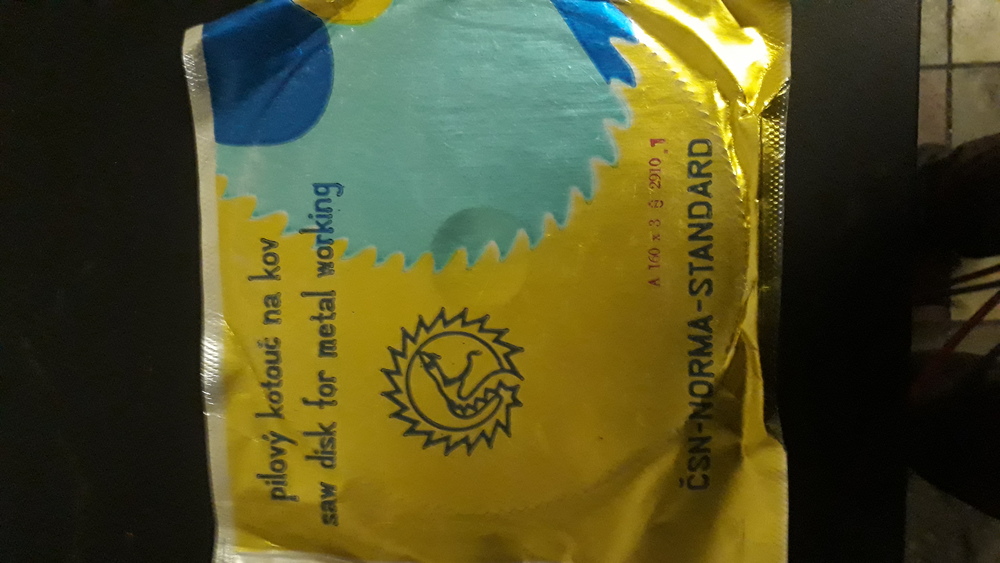 pilový kotouč na kov
saw disk for metal working
A 160 x 3 6 2910.1
ČSN-NORMA-STANDARD